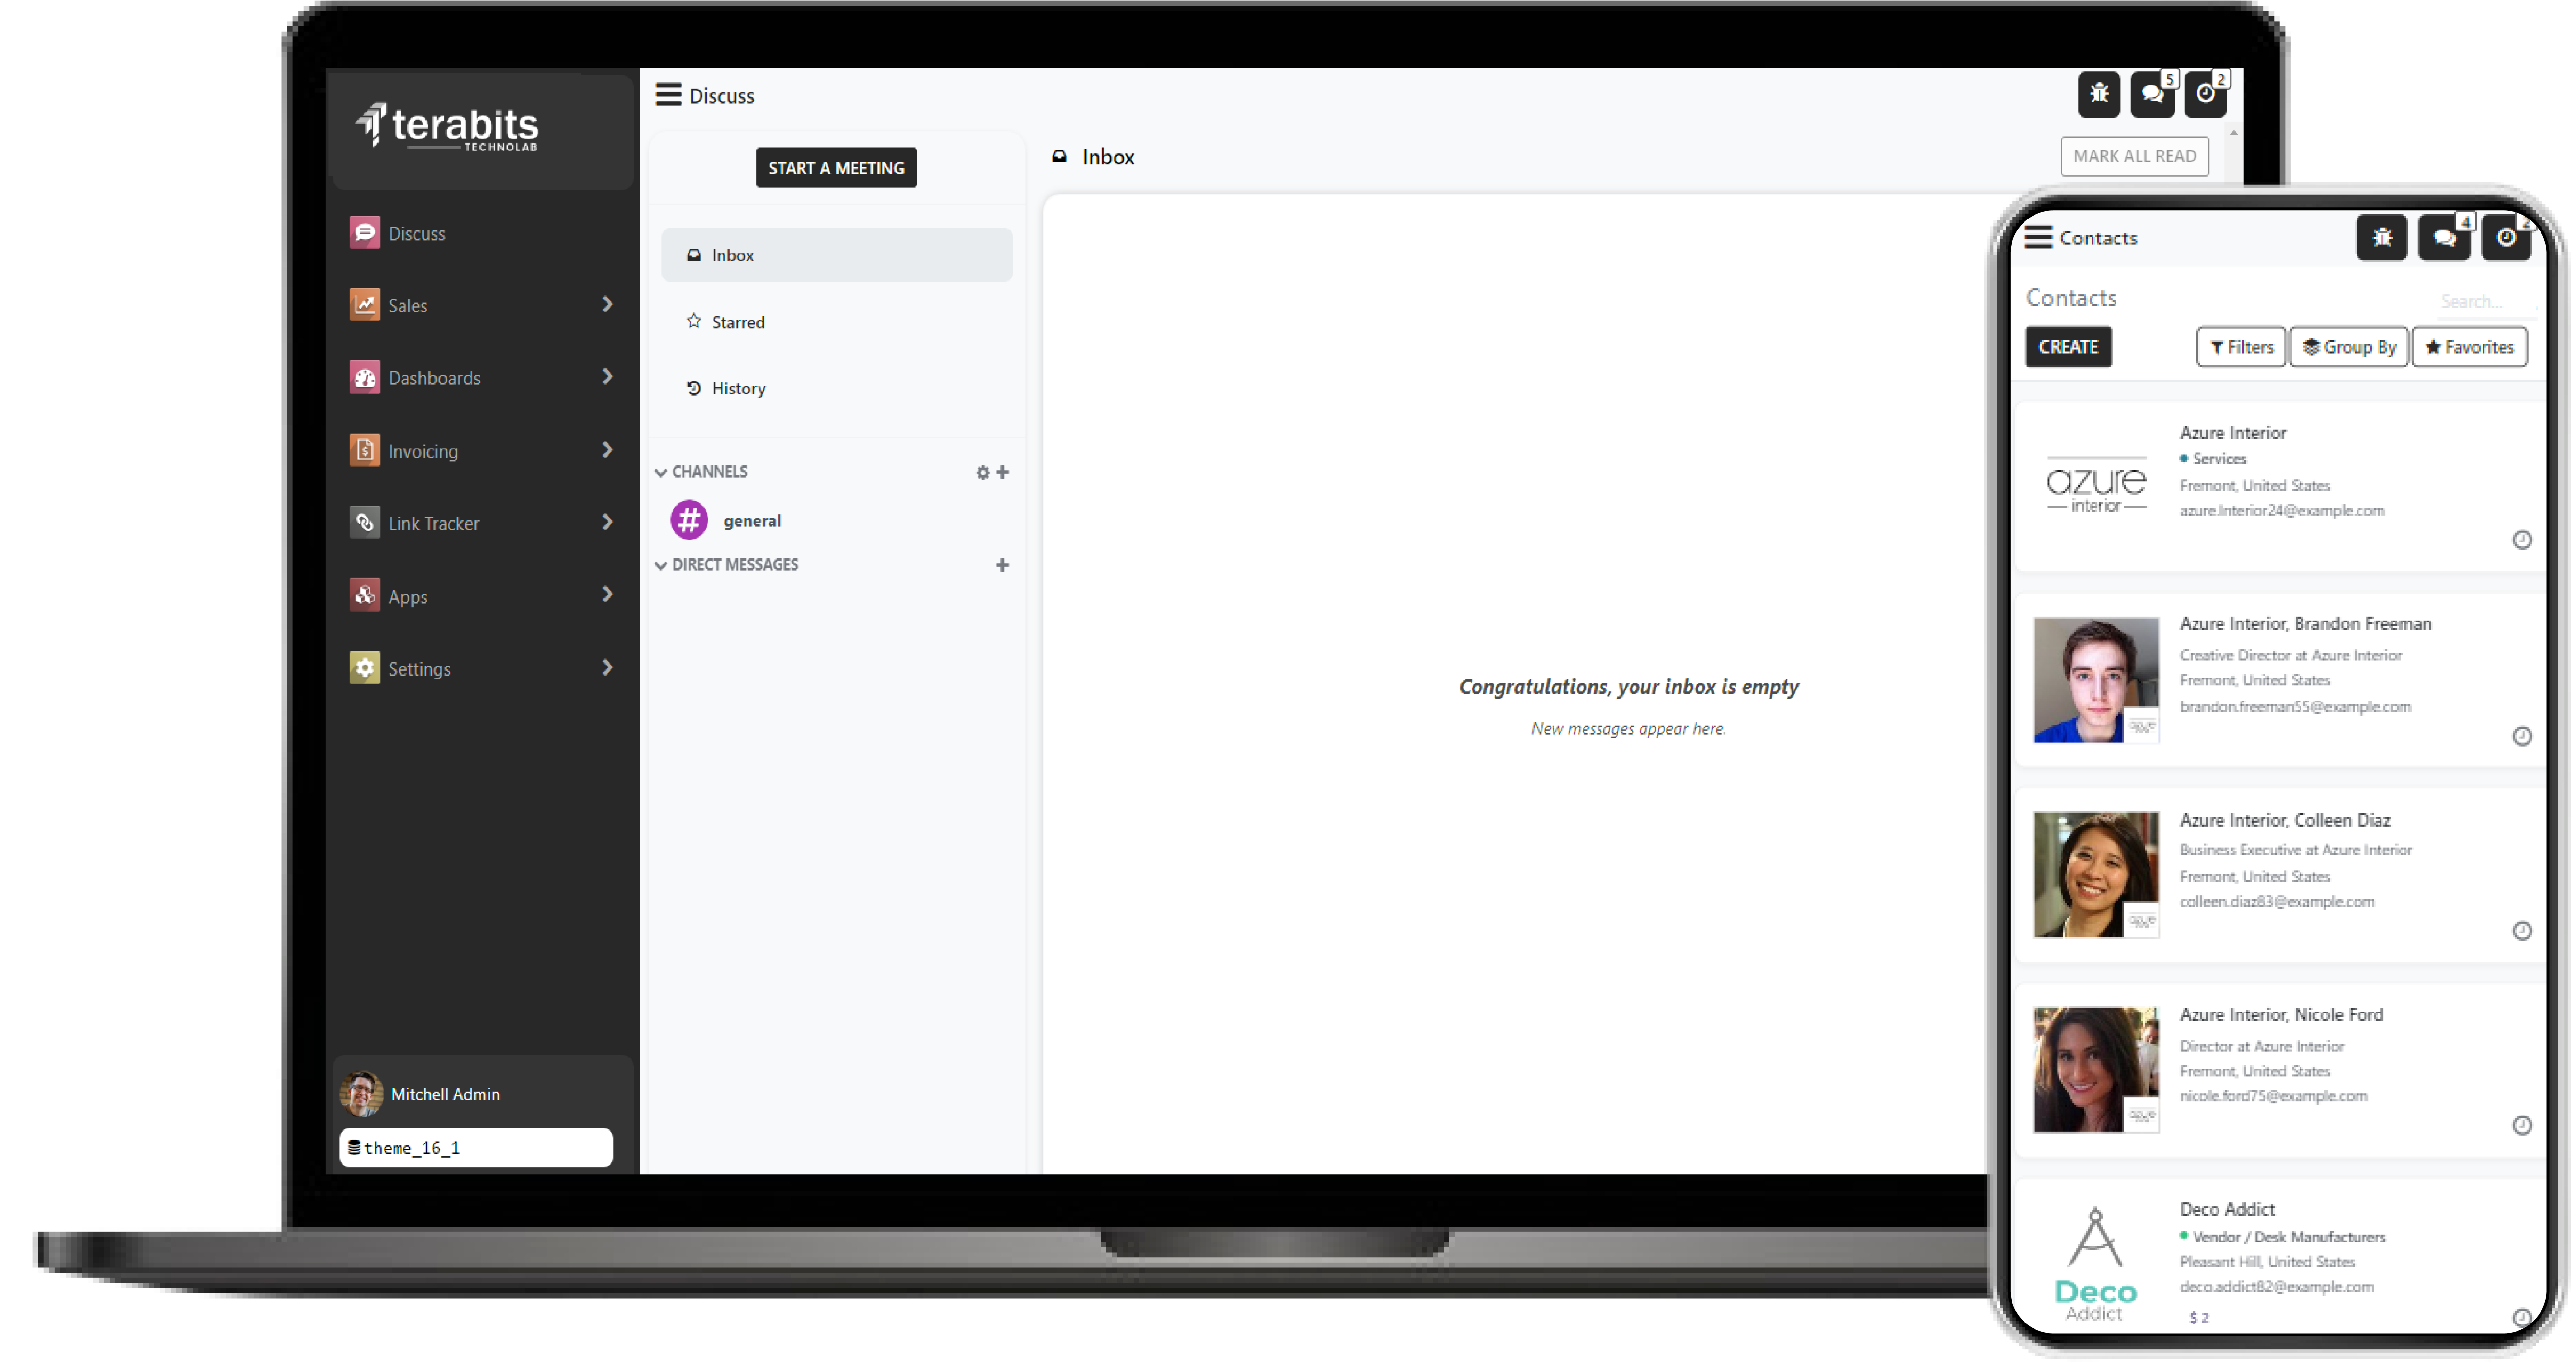 terabits
TECHNOLAB
Discuss
Sales
Dashboards
Invoicing
Link Tracker
Apps
Settings
Mitchell Admin
theme_16_1
Discuss
5
2
START A MEETING
Inbox
Starred
History
CHANNELS
# general
DIRECT MESSAGES
Inbox
MARK ALL READ
Congratulations, your inbox is empty
New messages appear here.
Contacts
4
2
Contacts
Search...
CREATE
Filters
Group By
Favorites
azure
interior
Azure Interior
Services
Fremont, United States
azure.Interior24@example.com
Azure Interior, Brandon Freeman
Creative Director at Azure Interior
Fremont, United States
brandon.freeman55@example.com
Azure Interior, Colleen Diaz
Business Executive at Azure Interior
Fremont, United States
colleen.diaz83@example.com
Azure Interior, Nicole Ford
Director at Azure Interior
Fremont, United States
nicole.ford75@example.com
Deco
Addict
Deco Addict
Vendor / Desk Manufacturers
Pleasant Hill, United States
deco.addict82@example.com
$ 2